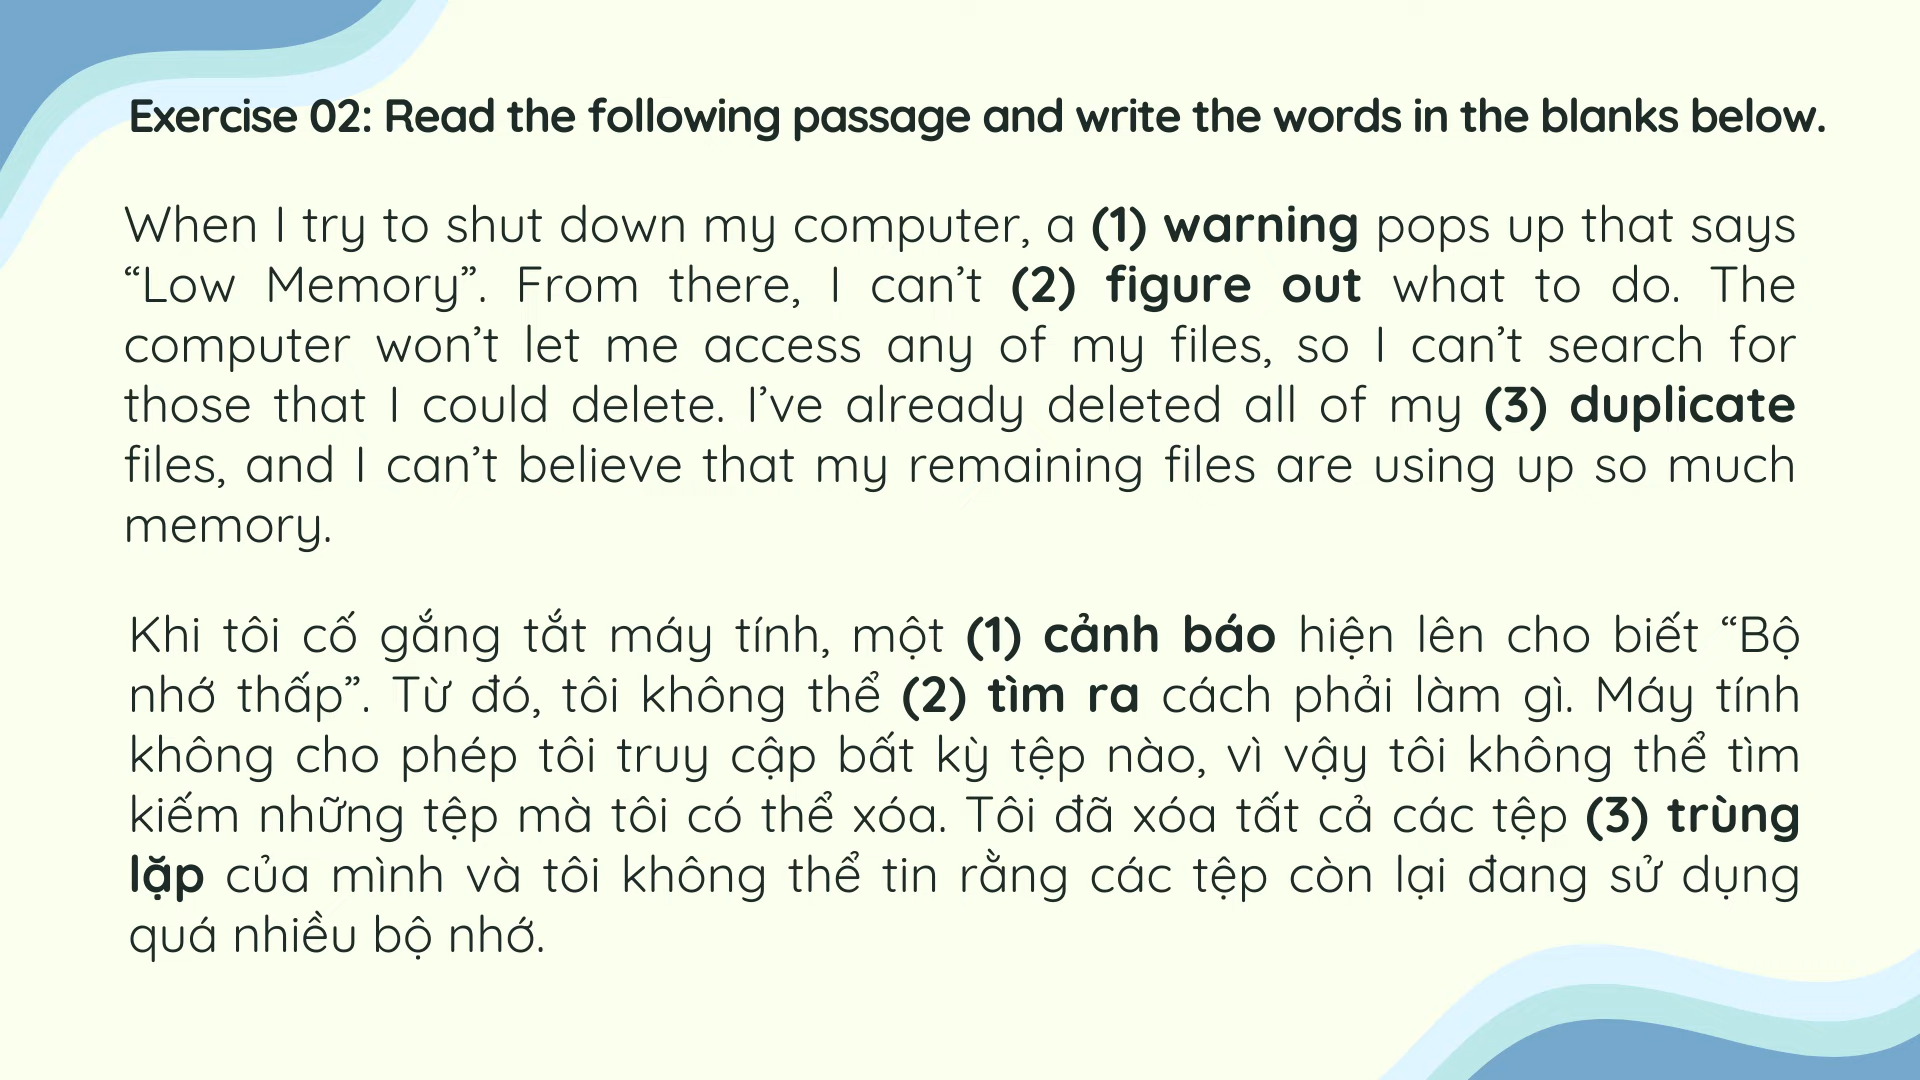 Exercise 02: Read the following passage and write the words in the blanks below.
When I try to shut down my computer, a (1) warning pops up that says
“Low Memory”. From there, I can’t (2) figure out what to do. The
computer won’t let me access any of my files, so I can’t search for
those that I could delete. I’ve already deleted all of my (3) duplicate
files, and I can’t believe that my remaining files are using up so much
memory.
Khi tôi cố gắng tắt máy tính, một (1) cảnh báo hiện lên cho biết “Bộ
nhớ thấp”. Từ đó, tôi không thể (2) tìm ra cách phải làm gì. Máy tính
không cho phép tôi truy cập bất kỳ tệp nào, vì vậy tôi không thể tìm
kiếm những tệp mà tôi có thể xóa. Tôi đã xóa tất cả các tệp (3) trùng
lặp của mình và tôi không thể tin rằng các tệp còn lại đang sử dụng
quá nhiều bộ nhớ.